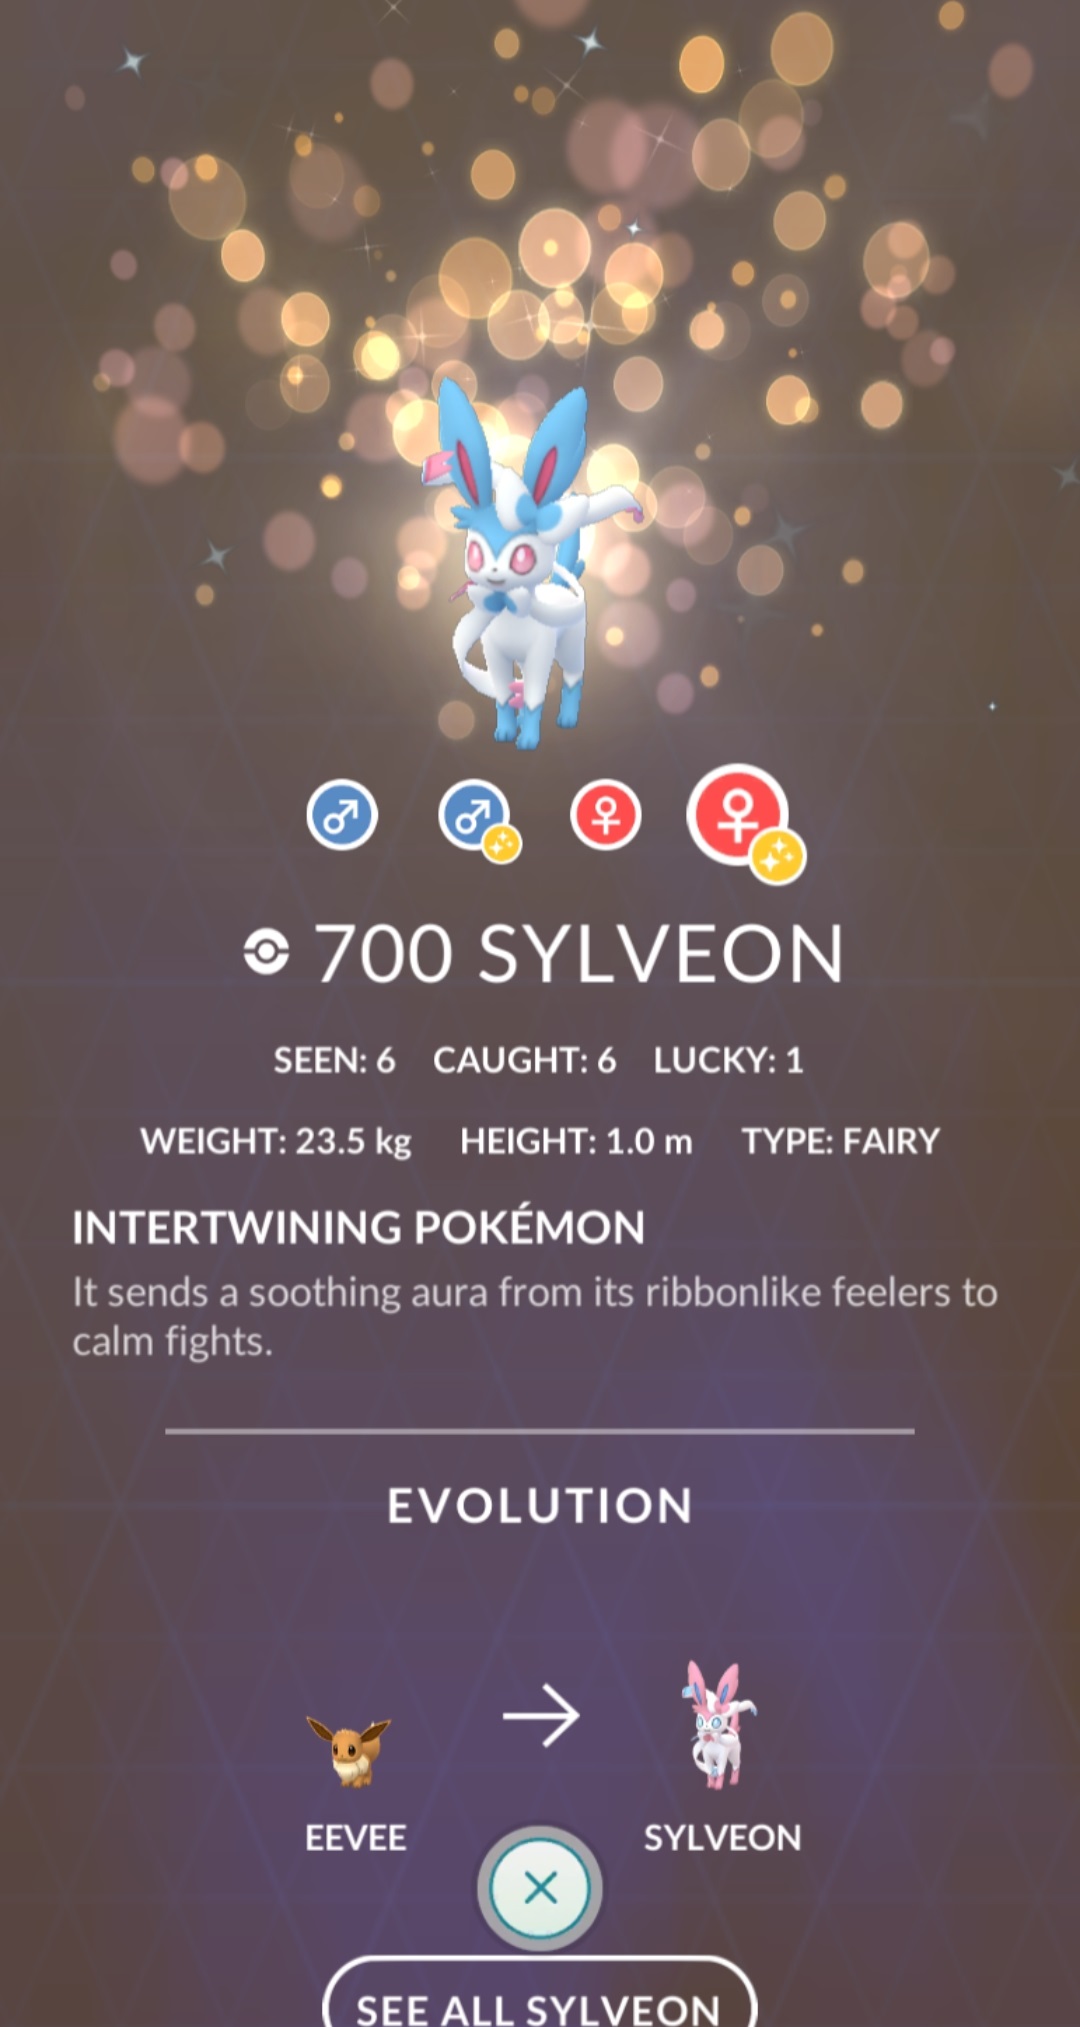 700 SYLVEON
SEEN: 6 CAUGHT: 6 LUCKY: 1
WEIGHT: 23.5 kg HEIGHT: 1.0 m TYPE: FAIRY
INTERTWINING POKÉMON
It sends a soothing aura from its ribbonlike feelers to
calm fights.
EVOLUTION
EEVEE SYLVEON
SEE ALL SYLVEON